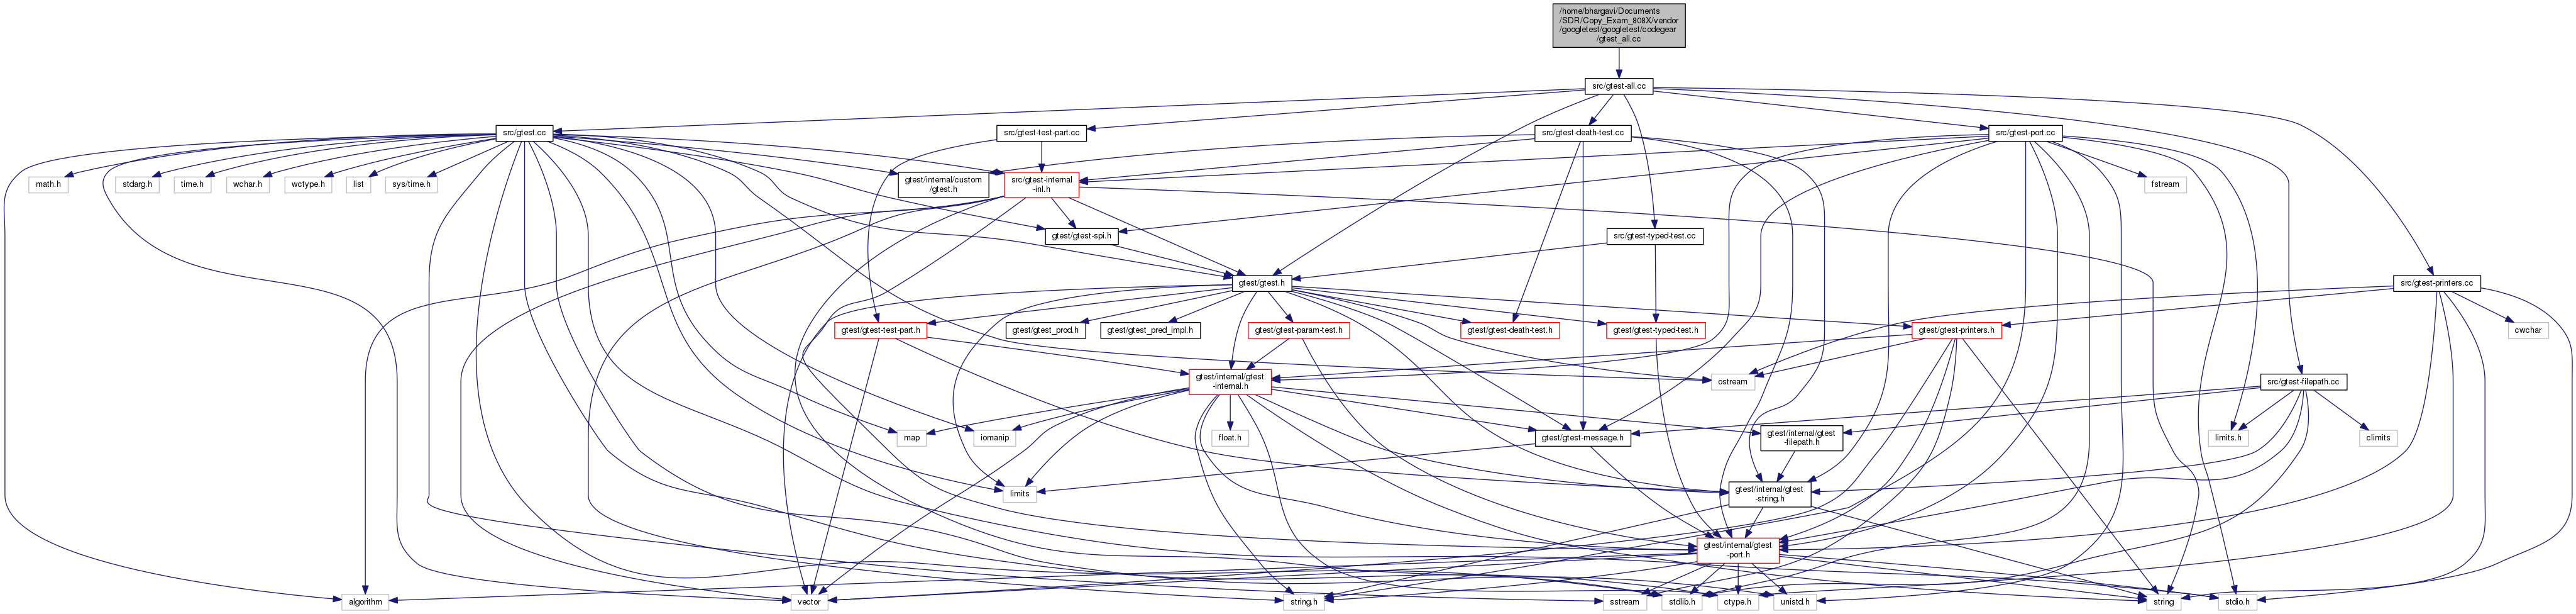 /home/bhargavi/Documents
/SDR/Copy_Exam_808X/vendor
/googletest/googletest/codegear
/gtest_all.cc
src/gtest-all.cc
src/gtest.cc
src/gtest-test-part.cc
src/gtest-death-test.cc
src/gtest-port.cc
math.h
stdarg.h
time.h
wchar.h
wctype.h
list
sys/time.h
gtest/internal/custom
/gtest.h
src/gtest-internal
-inl.h
fstream
gtest/gtest-spi.h
src/gtest-typed-test.cc
gtest/gtest.h
src/gtest-printers.cc
gtest/gtest-test-part.h
gtest/gtest_prod.h
gtest/gtest_pred_impl.h
gtest/gtest-param-test.h
gtest/gtest-death-test.h
gtest/gtest-typed-test.h
gtest/gtest-printers.h
cwchar
gtest/internal/gtest
-internal.h
ostream
src/gtest-filepath.cc
map
iomanip
float.h
gtest/gtest-message.h
gtest/internal/gtest
-filepath.h
limits.h
climits
limits
gtest/internal/gtest
-string.h
gtest/internal/gtest
-port.h
algorithm
vector
string.h
sstream
stdlib.h
ctype.h
unistd.h
string
stdio.h